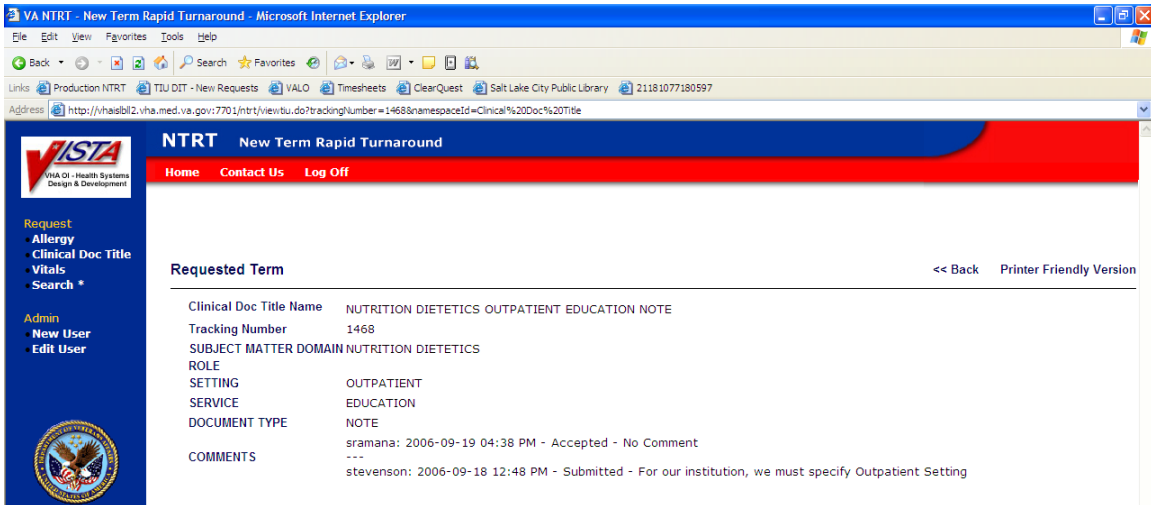 VA NTRT - New Term Rapid Turnaround - Microsoft Internet Explorer
File Edit View Favorites Tools Help
Back Search Favorites
Links Production NTRT TIU DIT - New Requests VALO Timesheets ClearQuest Salt Lake City Public Library 21181077180597
Address http://vhaislbll2.vha.med.va.gov:7701/ntrt/viewtiu.do?trackingNumber=1468&namespaceId=Clinical%20Doc%20Title
VISTA
VHA OI - Health Systems
Design & Development
NTRT New Term Rapid Turnaround
Home Contact Us Log Off
Request
Allergy
Clinical Doc Title
Vitals
Search *
Admin
New User
Edit User
Requested Term << Back Printer Friendly Version
Clinical Doc Title Name NUTRITION DIETETICS OUTPATIENT EDUCATION NOTE
Tracking Number 1468
SUBJECT MATTER DOMAIN NUTRITION DIETETICS
ROLE
SETTING OUTPATIENT
SERVICE EDUCATION
DOCUMENT TYPE NOTE
COMMENTS sramana: 2006-09-19 04:38 PM - Accepted - No Comment
---
stevenson: 2006-09-18 12:48 PM - Submitted - For our institution, we must specify Outpatient Setting